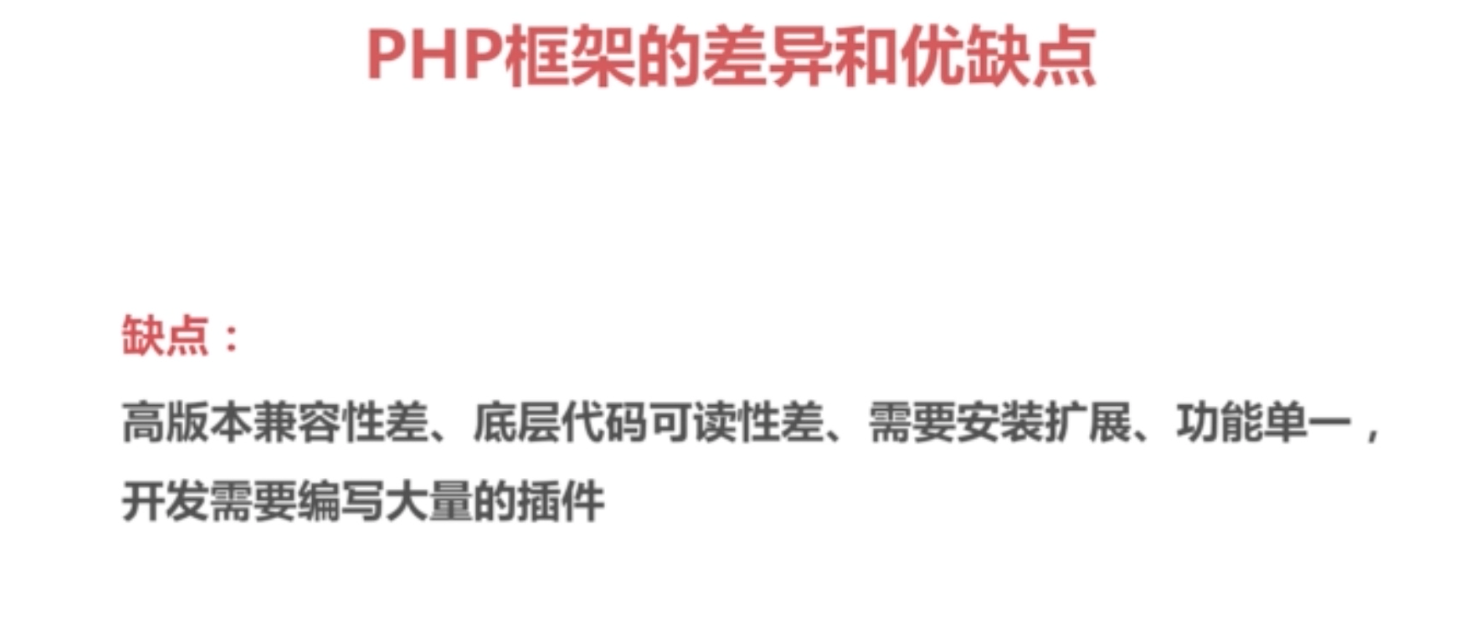 PHP框架的差异和优缺点
缺点：
高版本兼容性差、底层代码可读性差、需要安装扩展、功能单一，
开发需要编写大量的插件